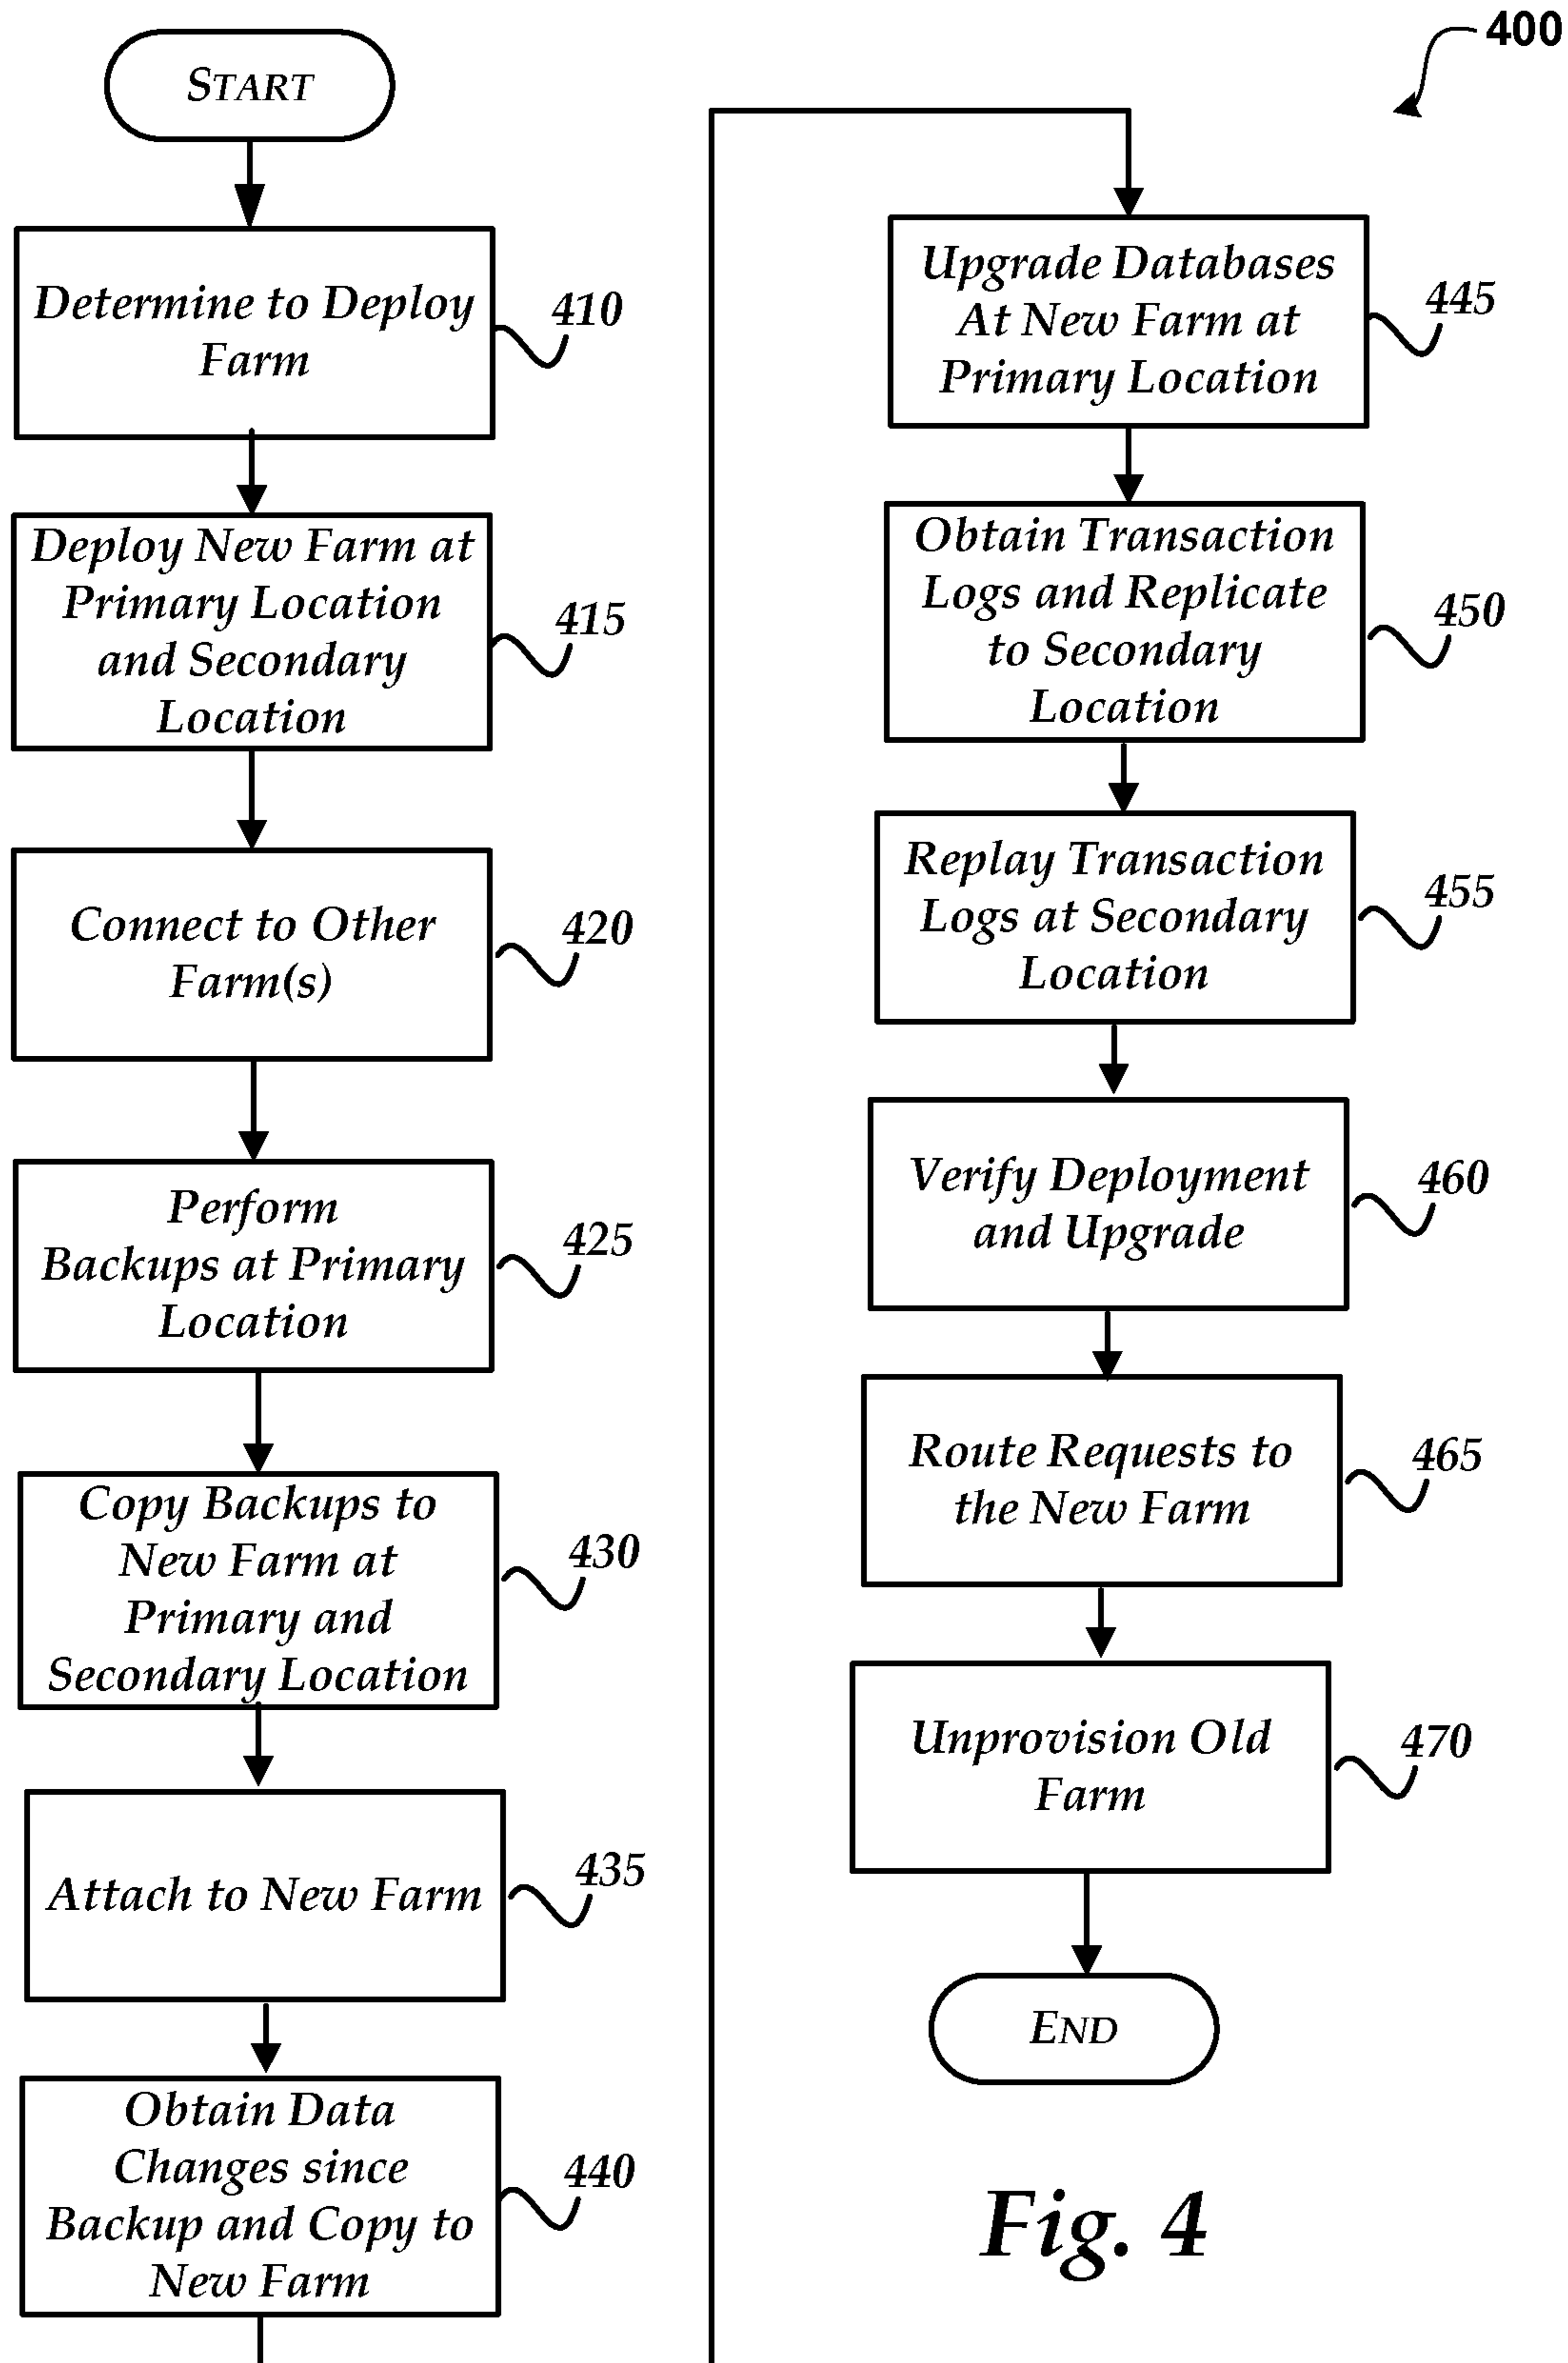 400
START
Determine to Deploy
Farm
410
Deploy New Farm at
Primary Location
and Secondary
Location
415
Connect to Other
Farm(s)
420
Perform
Backups at Primary
Location
425
Copy Backups to
New Farm at
Primary and
Secondary Location
430
Attach to New Farm
435
Obtain Data
Changes since
Backup and Copy to
New Farm
440
Upgrade Databases
At New Farm at
Primary Location
445
Obtain Transaction
Logs and Replicate
to Secondary
Location
450
Replay Transaction
Logs at Secondary
Location
455
Verify Deployment
and Upgrade
460
Route Requests to
the New Farm
465
Unprovision Old
Farm
470
END
Fig. 4